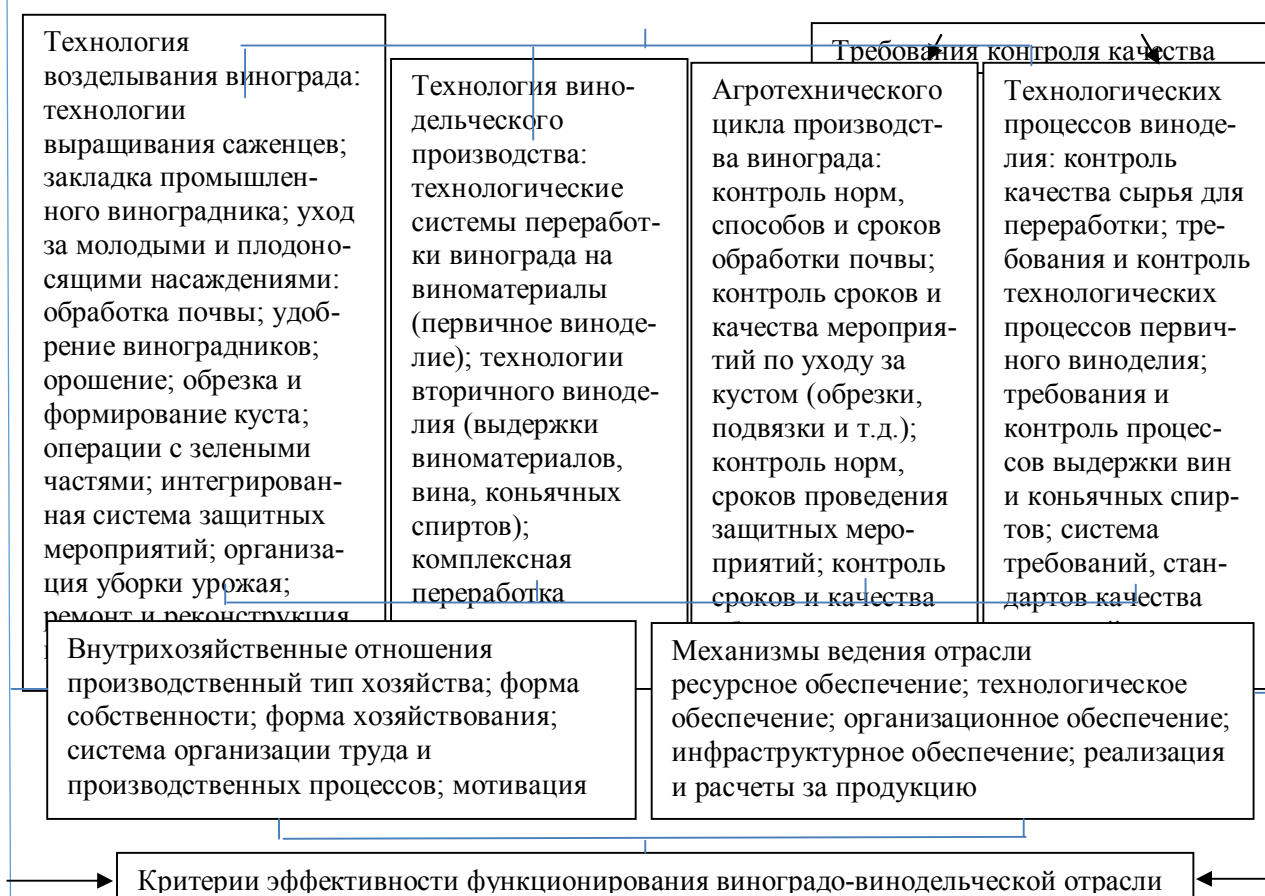 Технология
возделывания винограда:
технологии
выращивания саженцев;
закладка промышлен-
ного виноградника; уход
за молодыми и плодоно-
сящими насаждениями:
обработка почвы; удоб-
рение виноградников;
орошение; обрезка и
формирование куста;
операции с зелеными
частями; интегрирован-
ная система защитных
мероприятий; организа-
ция уборки урожая;
ремонт и реконструкция
Технология вино-
дельческого
производства:
технологические
системы переработ-
ки винограда на
виноматериалы
(первичное виноде-
лие); технологии
вторичного виноде-
лия (выдержки
виноматериалов,
вина, коньячных
спиртов);
комплексная
переработка
Требования контроля качества
Агротехнического
цикла производст-
ва винограда:
контроль норм,
способов и сроков
обработки почвы;
контроль сроков и
качества мероприя-
тий по уходу за
кустом (обрезки,
подвязки и т.д.);
контроль норм,
сроков проведения
защитных меро-
приятий; контроль
сроков и качества
Технологических
процессов виноде-
лия: контроль
качества сырья для
переработки; тре-
бования и контроль
технологических
процессов первич-
ного виноделия;
требования и
контроль процес-
сов выдержки вин
и коньячных спир-
тов; система
требований, стан-
дартов качества
Внутрихозяйственные отношения
производственный тип хозяйства; форма
собственности; форма хозяйствования;
система организации труда и
производственных процессов; мотивация
Механизмы ведения отрасли
ресурсное обеспечение; технологическое
обеспечение; организационное обеспечение;
инфраструктурное обеспечение; реализация
и расчеты за продукцию
Критерии эффективности функционирования виноградо-винодельческой отрасли